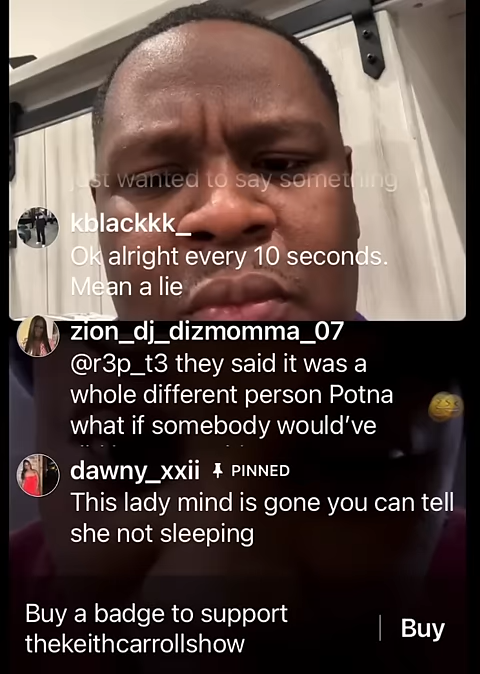 just wanted to say something
kblackkk_
Ok alright every 10 seconds.
Mean a lie
zion_dj_dizmomma_07
@r3p_t3 they said it was a
whole different person Potna
what if somebody would’ve
dawny_xxii PINNED
This lady mind is gone you can tell
she not sleeping
Buy a badge to support
thekeithcarrollshow
Buy